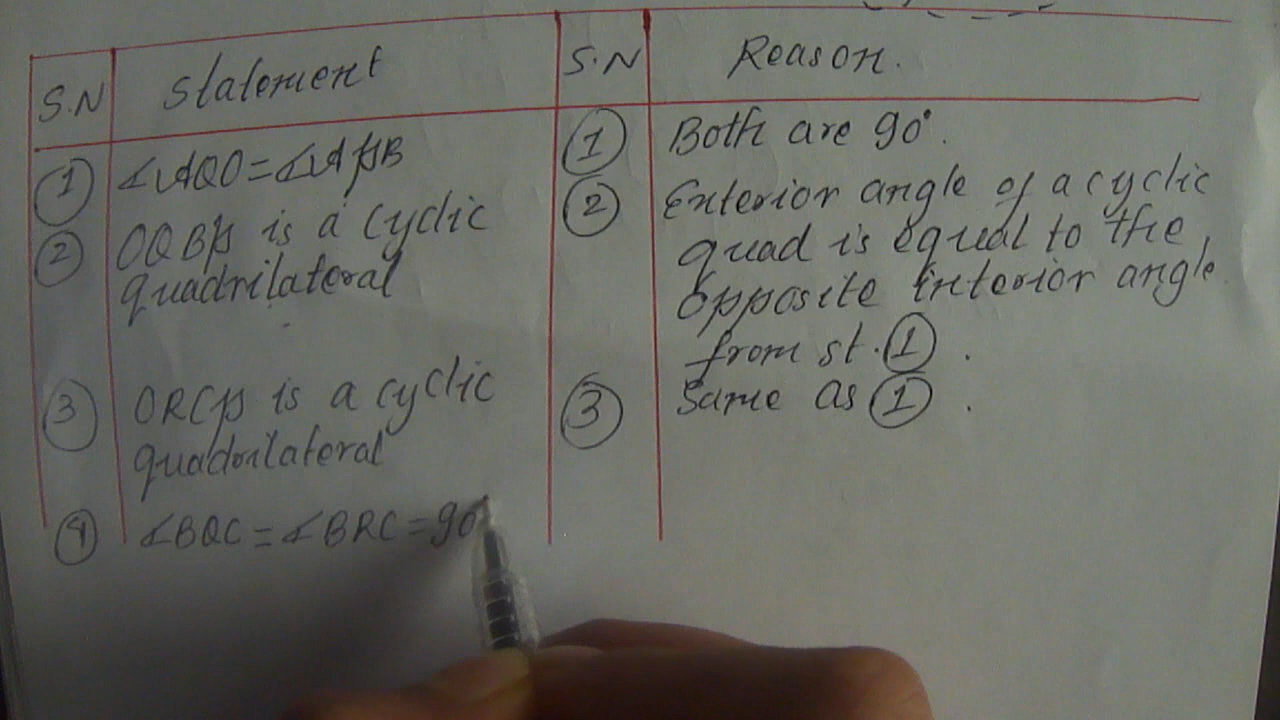 S.N Statement S.N Reason.
① ∠AQO = ∠APB ① Both are 90°.
② OQBP is a cyclic ② Exterior angle of a cyclic
quadrilateral quad is equal to the
opposite interior angle
from st. ① .
③ ORCP is a cyclic ③ Same as ① .
quadrilateral
④ ∠BQC = ∠BRC = 90